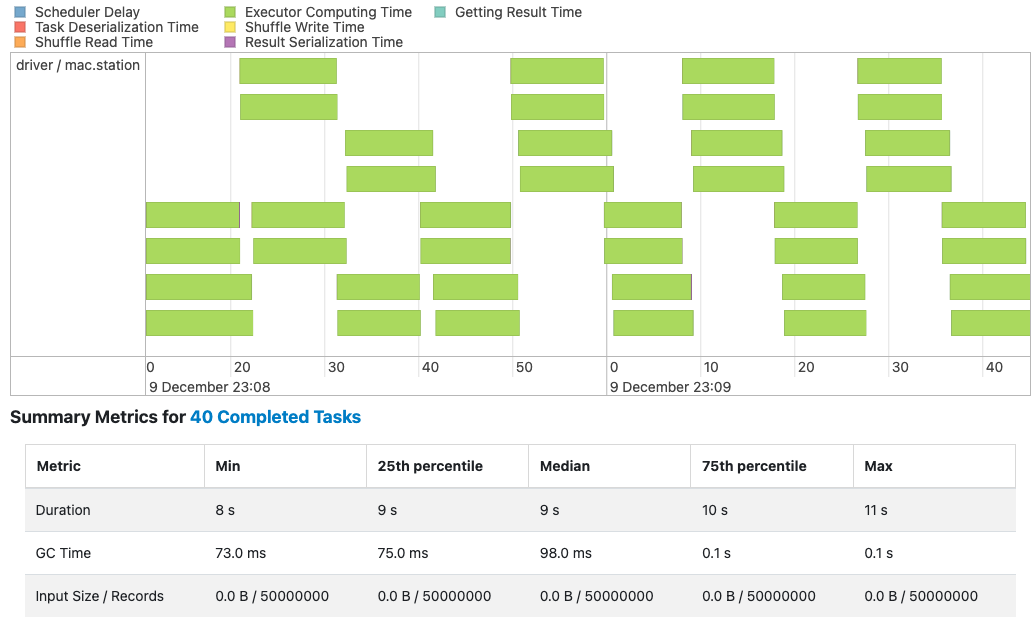 Scheduler Delay Executor Computing Time Getting Result Time
Task Deserialization Time Shuffle Write Time
Shuffle Read Time Result Serialization Time
driver / mac.station
0 20 30 40 50 0 10 20 30 40
9 December 23:08 9 December 23:09
Summary Metrics for 40 Completed Tasks
Metric Min 25th percentile Median 75th percentile Max
Duration 8 s 9 s 9 s 10 s 11 s
GC Time 73.0 ms 75.0 ms 98.0 ms 0.1 s 0.1 s
Input Size / Records 0.0 B / 50000000 0.0 B / 50000000 0.0 B / 50000000 0.0 B / 50000000 0.0 B / 50000000